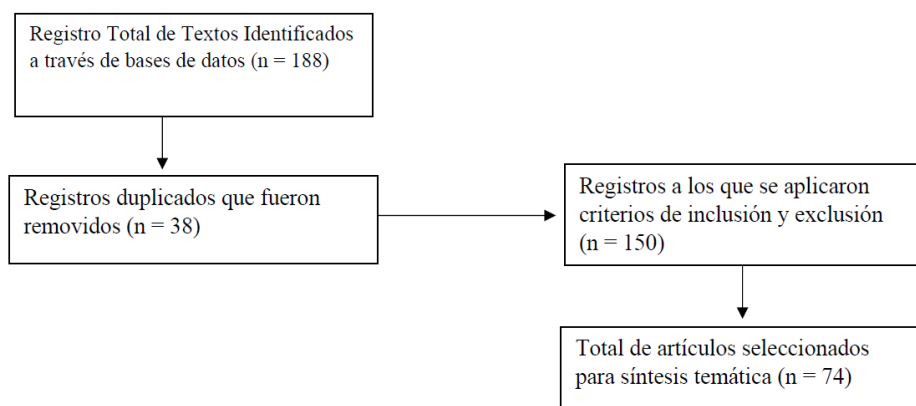 Registro Total de Textos Identificados
a través de bases de datos (n = 188)
Registros duplicados que fueron
removidos (n = 38)
Registros a los que se aplicaron
criterios de inclusión y exclusión
(n = 150)
Total de artículos seleccionados
para síntesis temática (n = 74)